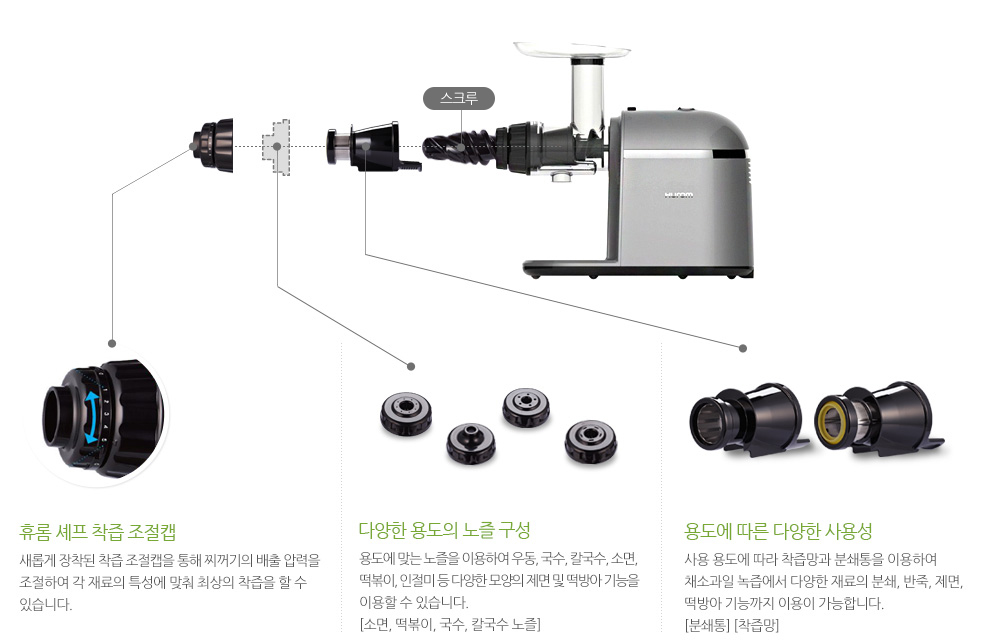 스크루
HUROM
휴롬 셰프 착즙 조절캡
새롭게 장착된 착즙 조절캡을 통해 찌꺼기의 배출 압력을
조절하여 각 재료의 특성에 맞춰 최상의 착즙을 할 수
있습니다.
다양한 용도의 노즐 구성
용도에 맞는 노즐을 이용하여 우동, 국수, 칼국수, 소면,
떡볶이, 인절미 등 다양한 모양의 제면 및 떡방아 기능을
이용할 수 있습니다.
[소면, 떡볶이, 국수, 칼국수 노즐]
용도에 따른 다양한 사용성
사용 용도에 따라 착즙망과 분쇄통을 이용하여
채소과일 녹즙에서 다양한 재료의 분쇄, 반죽, 제면,
떡방아 기능까지 이용이 가능합니다.
[분쇄통] [착즙망]